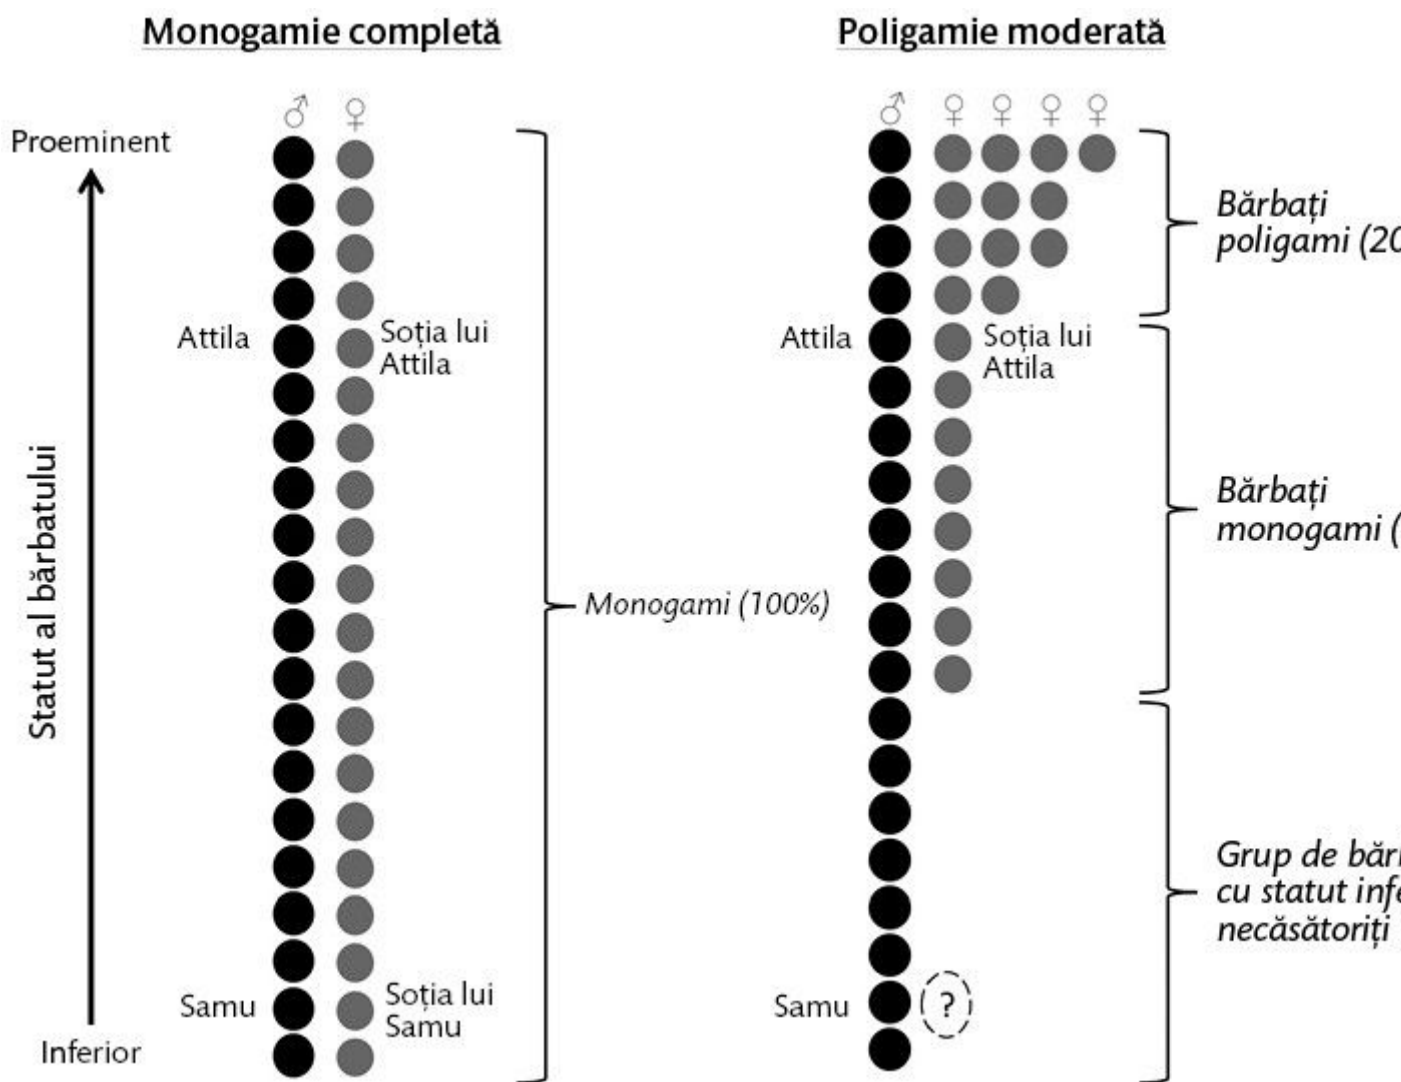 Monogamie completă
Poligamie moderată
♂ ♀
♂ ♀ ♀ ♀ ♀
Proeminent
Statut al bărbatului
Inferior
Attila
Soția lui
Attila
Samu
Soția lui
Samu
Monogami (100%)
Attila
Soția lui
Attila
Samu
?
Bărbați
poligami (20
Bărbați
monogami (
Grup de
cu statut
necăsătoriți